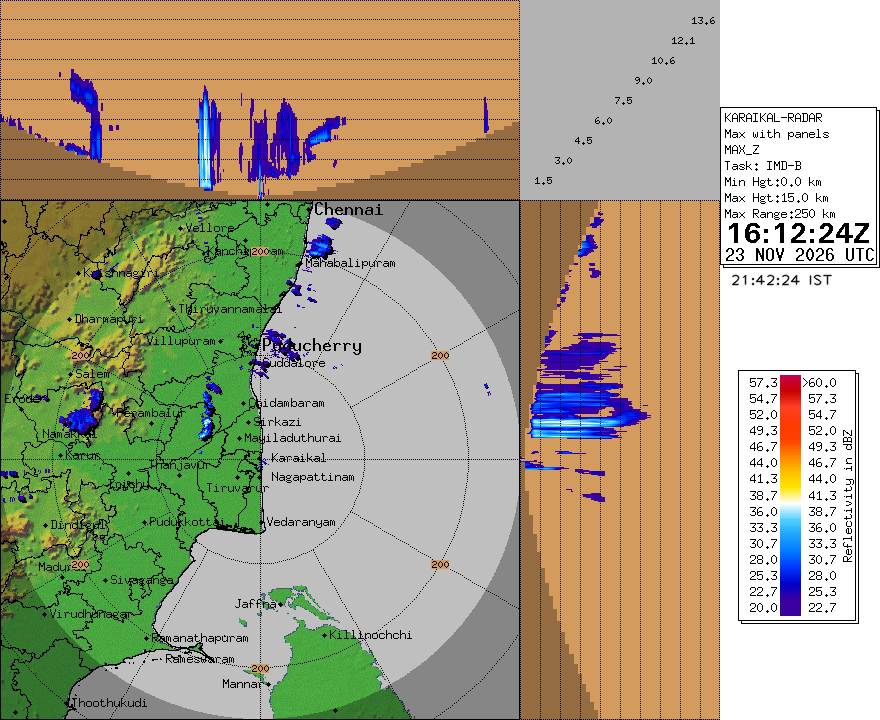 13.6
12.1
10.6
9.0
7.5
6.0
4.5
3.0
1.5
KARAIKAL-RADAR
Max with panels
MAX_Z
Task: IMD-B
Min Hgt:0.0 km
Max Hgt:15.0 km
Max Range:250 km
16:12:24Z
23 NOV 2026 UTC
21:42:24 IST
Chennai
Vellore
200
Mahabalipuram
Krishnagiri
Thiruvannamalai
Dharmapuri
Villupuram
Puducherry
200
200
Cuddalore
Salem
Erode
Chidambaram
Perambalur
Sirkazi
Namakkal
Mayiladuthurai
Karur
Karaikal
Thanjavur
Nagapattinam
Tiruvarur
Dindigul
Pudukkottai
Vedaranyam
200
200
Sivaganga
Jaffna
Virudhunagar
Killinochchi
Ramanathapuram
Rameswaram
200
Mannar
Thoothukudi
57.3 >60.0
54.7 57.3
52.0 54.7
49.3 52.0
46.7 49.3
44.0 46.7
41.3 44.0
38.7 41.3
36.0 38.7
33.3 36.0
30.7 33.3
28.0 30.7
25.3 28.0
22.7 25.3
20.0 22.7
Reflectivity in dBZ